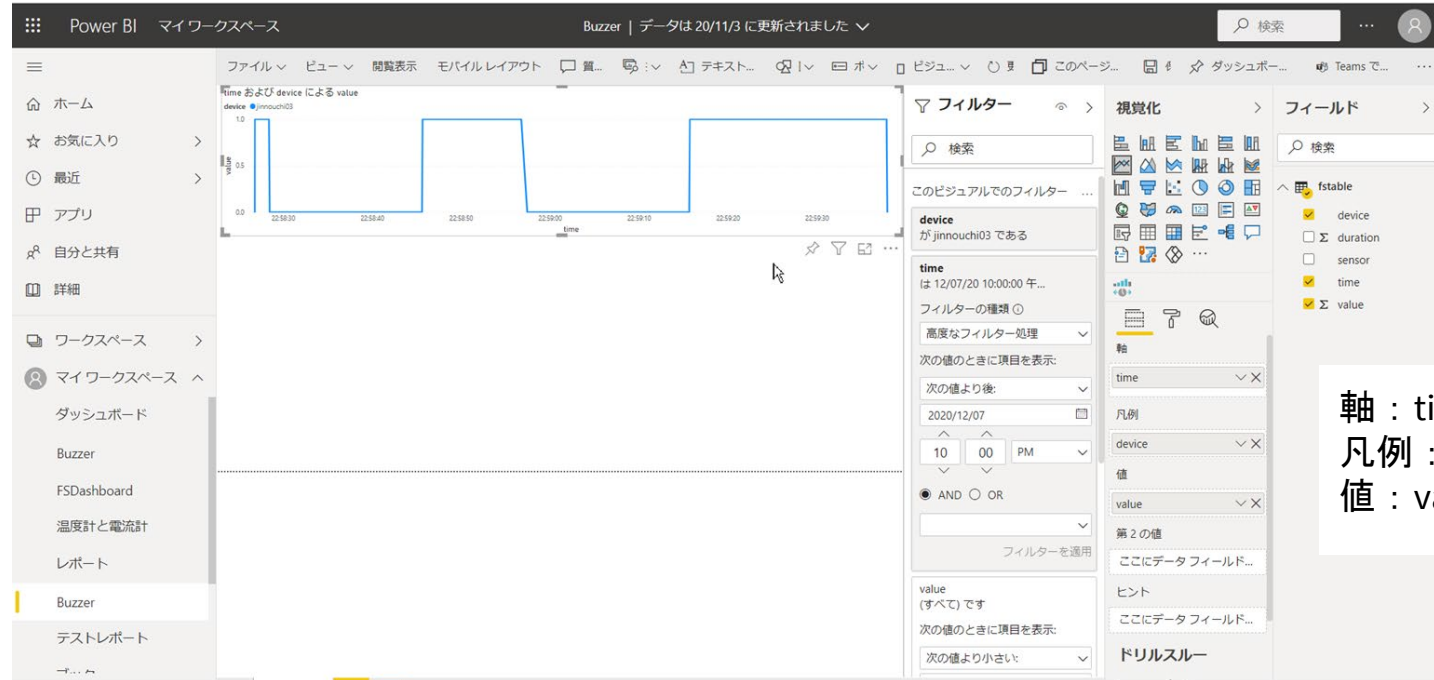 Power BI マイ ワークスペース
Buzzer | データは 20/11/3 に更新されました
検索
ファイル ビュー 閲覧表示 モバイル レイアウト 質... テキスト... ポ ビジュ... このページ... ダッシュボー... Teams で...
ホーム
お気に入り
最近
アプリ
自分と共有
詳細
ワークスペース
マイ ワークスペース
ダッシュボード
Buzzer
FSDashboard
温度計と電流計
レポート
Buzzer
テストレポート
time および device による value
device jinnouchi03
1.0
0.5
0.0
value
22:58:30 22:58:40 22:58:50 22:59:00 22:59:10 22:59:20 22:59:30
time
フィルター
検索
このビジュアルでのフィルター ...
device
が jinnouchi03 である
time
は 12/07/20 10:00:00 午...
フィルターの種類
高度なフィルター処理
次の値のときに項目を表示:
次の値より後:
2020/12/07
10 00 PM
AND OR
フィルターを適用
value
(すべて) です
次の値のときに項目を表示:
次の値より小さい:
視覚化
軸
time
凡例
device
値
value
第 2 の値
ここにデータ フィールド...
ヒント
ここにデータ フィールド...
ドリルスルー
フィールド
検索
fstable
device
Σ duration
sensor
time
Σ value
軸：ti
凡例：
値：va